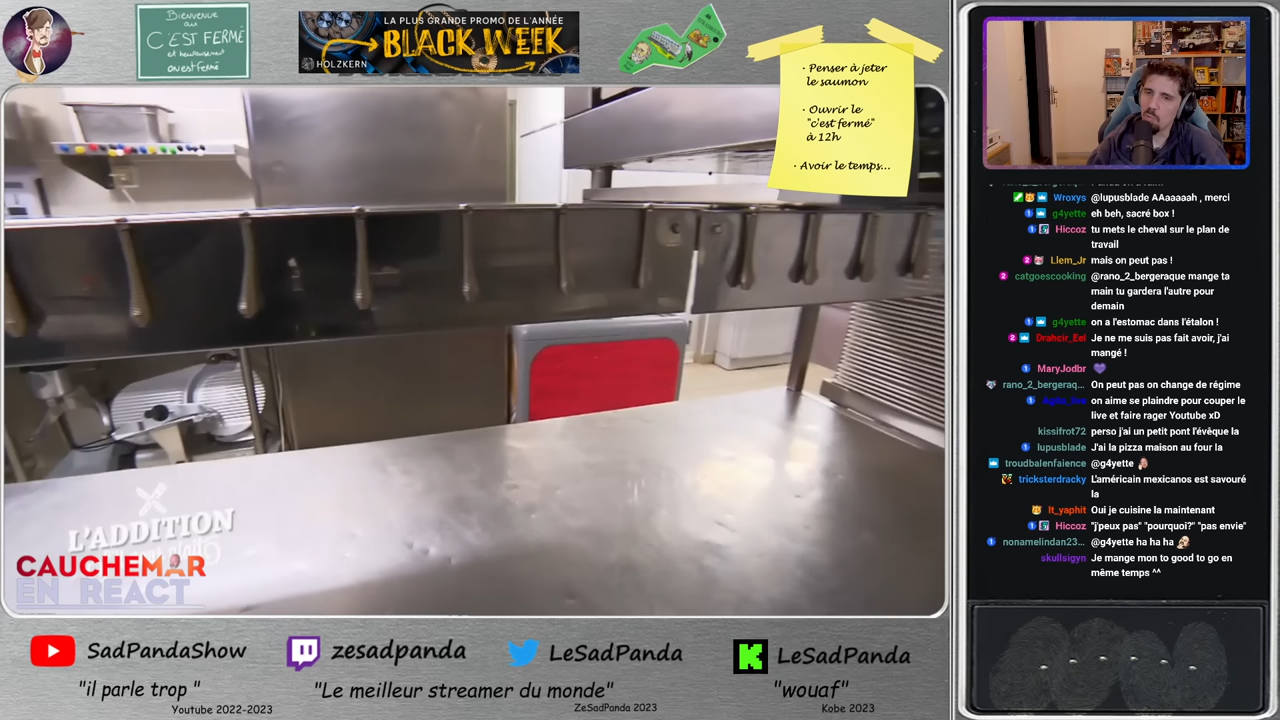 Bienvenue
au
C'EST FERMÉ
et heureusement
on est fermé
LA PLUS GRANDE PROMO DE L'ANNÉE
BLACK WEEK
HOLZKERN
· Penser à jeter
le saumon
· Ouvrir le
"c'est fermé"
à 12h
· Avoir le temps...
L'ADDITION
CAUCHEMAR
EN REACT
Wroxys @lupusblade AAaaaaah , merci
g4yette eh beh, sacré box !
Hiccoz tu mets le cheval sur le plan de
travail
Llem_Jr mais on peut pas !
catgoescooking @rano_2_bergeraque mange ta
main tu gardera l'autre pour
demain
g4yette on a l'estomac dans l'étalon !
Drahcir_Eel Je ne me suis pas fait avoir, j'ai
mangé !
MaryJodbr
rano_2_bergeraq... On peut pas on change de régime
on aime se plaindre pour couper le
live et faire rager Youtube xD
kissifrot72 perso j'ai un petit pont l'évêque la
lupusblade J'ai la pizza maison au four la
troudbalenfaience @g4yette
tricksterdracky L'américain mexicanos est savouré
la
It_yaphit Oui je cuisine la maintenant
Hiccoz "j'peux pas" "pourquoi?" "pas envie"
nonamelindan23... @g4yette ha ha ha
skullsigyn Je mange mon to good to go en
même temps ^^
SadPandaShow
"il parle trop "
Youtube 2022-2023
zesadpanda
"Le meilleur streamer du monde"
ZeSadPanda 2023
LeSadPanda
K LeSadPanda
"wouaf"
Kobe 2023